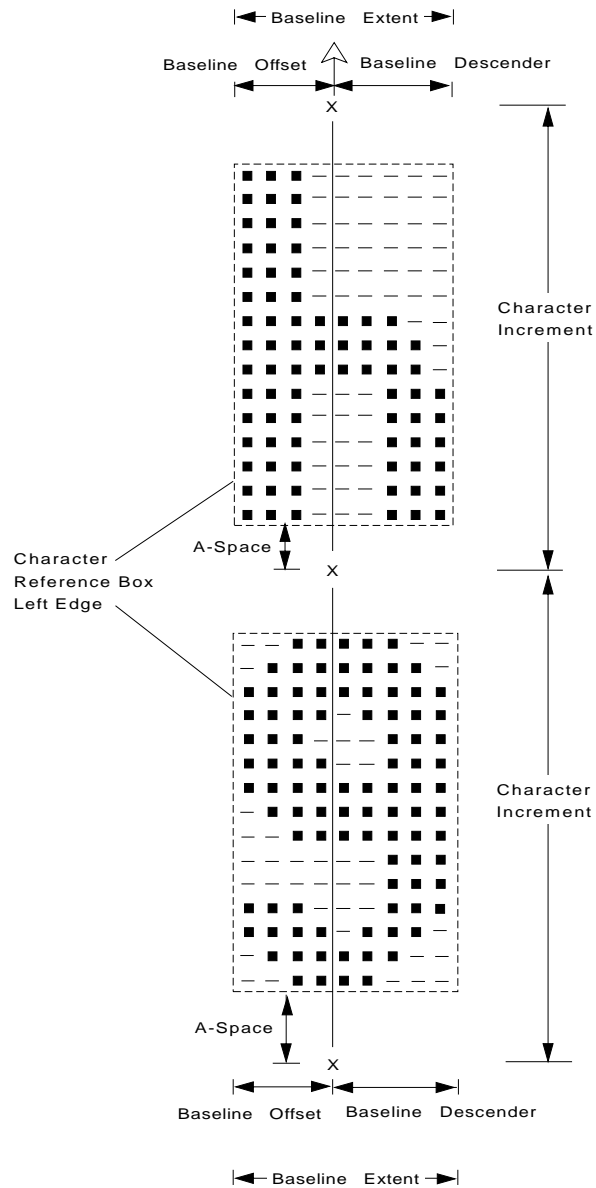 Baseline Extent
Baseline Offset Baseline Descender
X
Character
Increment
A-Space
Character
Reference Box
Left Edge
X
Character
Increment
A-Space
X
Baseline Offset Baseline Descender
Baseline Extent